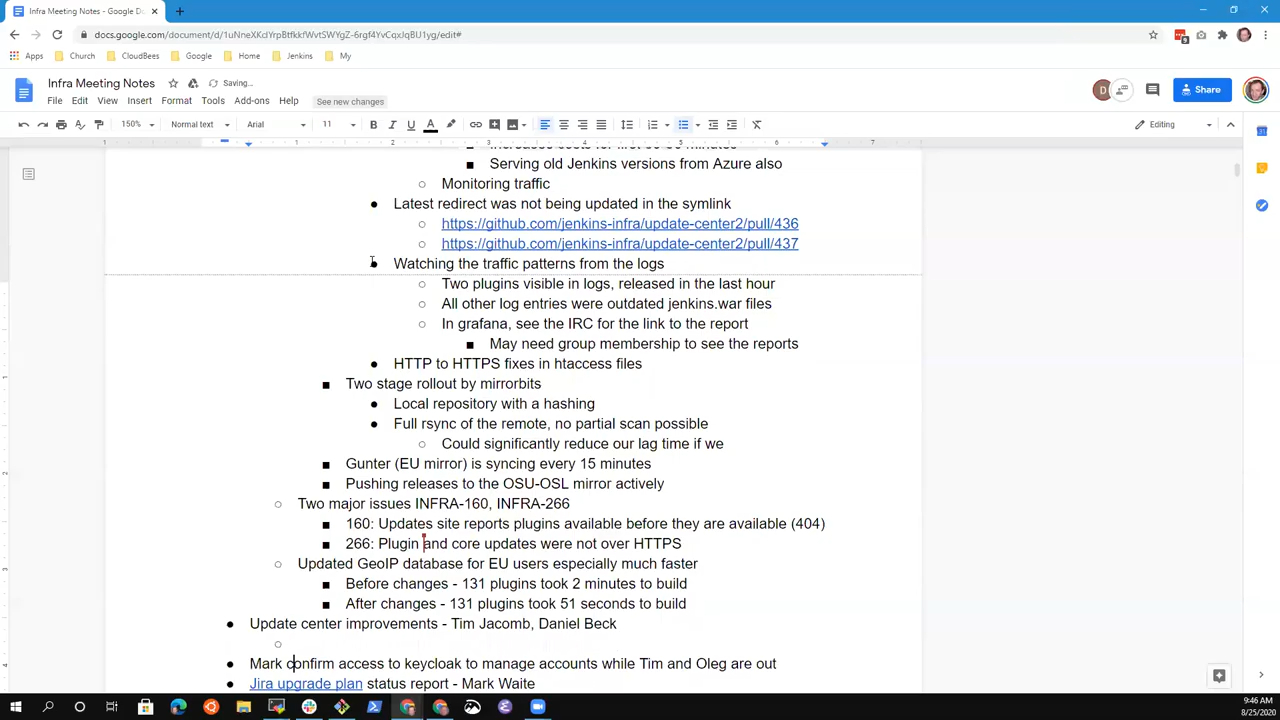 Infra Meeting Notes - Google D
docs.google.com/document/d/1uNneXKclYrpBtfkkfWvtSWYgZ-6rgf4YvCqxJqBU1yg/edit#
Apps Church CloudBees Google Home Jenkins My
Infra Meeting Notes Saving...
File Edit View Insert Format Tools Add-ons Help See new changes
D Share
150% Normal text Arial 11 Editing
1 2 3 4 5 6 7
■ Serving old Jenkins versions from Azure also
○ Monitoring traffic
● Latest redirect was not being updated in the symlink
○ https://github.com/jenkins-infra/update-center2/pull/436
○ https://github.com/jenkins-infra/update-center2/pull/437
● Watching the traffic patterns from the logs
○ Two plugins visible in logs, released in the last hour
○ All other log entries were outdated jenkins.war files
○ In grafana, see the IRC for the link to the report
■ May need group membership to see the reports
● HTTP to HTTPS fixes in htaccess files
■ Two stage rollout by mirrorbits
● Local repository with a hashing
● Full rsync of the remote, no partial scan possible
○ Could significantly reduce our lag time if we
■ Gunter (EU mirror) is syncing every 15 minutes
■ Pushing releases to the OSU-OSL mirror actively
○ Two major issues INFRA-160, INFRA-266
■ 160: Updates site reports plugins available before they are available (404)
■ 266: Plugin and core updates were not over HTTPS
○ Updated GeoIP database for EU users especially much faster
■ Before changes - 131 plugins took 2 minutes to build
■ After changes - 131 plugins took 51 seconds to build
● Update center improvements - Tim Jacomb, Daniel Beck
○
● Mark confirm access to keycloak to manage accounts while Tim and Oleg are out
● Jira upgrade plan status report - Mark Waite
9:46 AM
8/25/2020